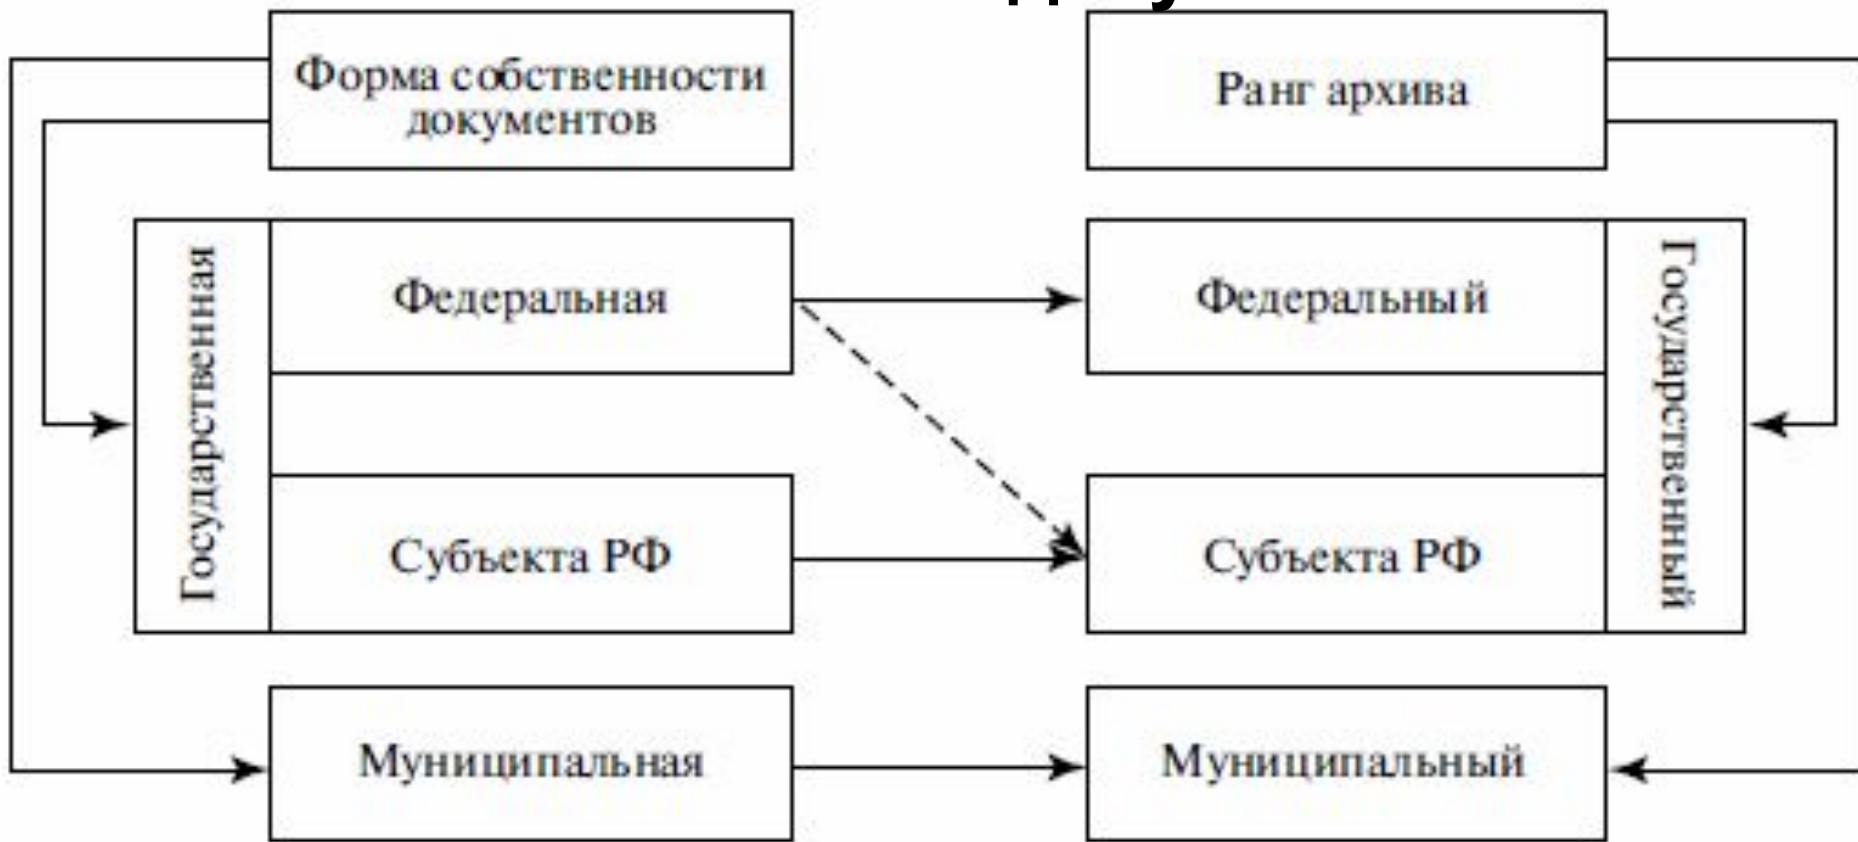 Форма собственности
документов
Ранг архива
Государственная
Федеральная
Федеральный
Государственный
Субъекта РФ
Субъекта РФ
Муниципальная
Муниципальный